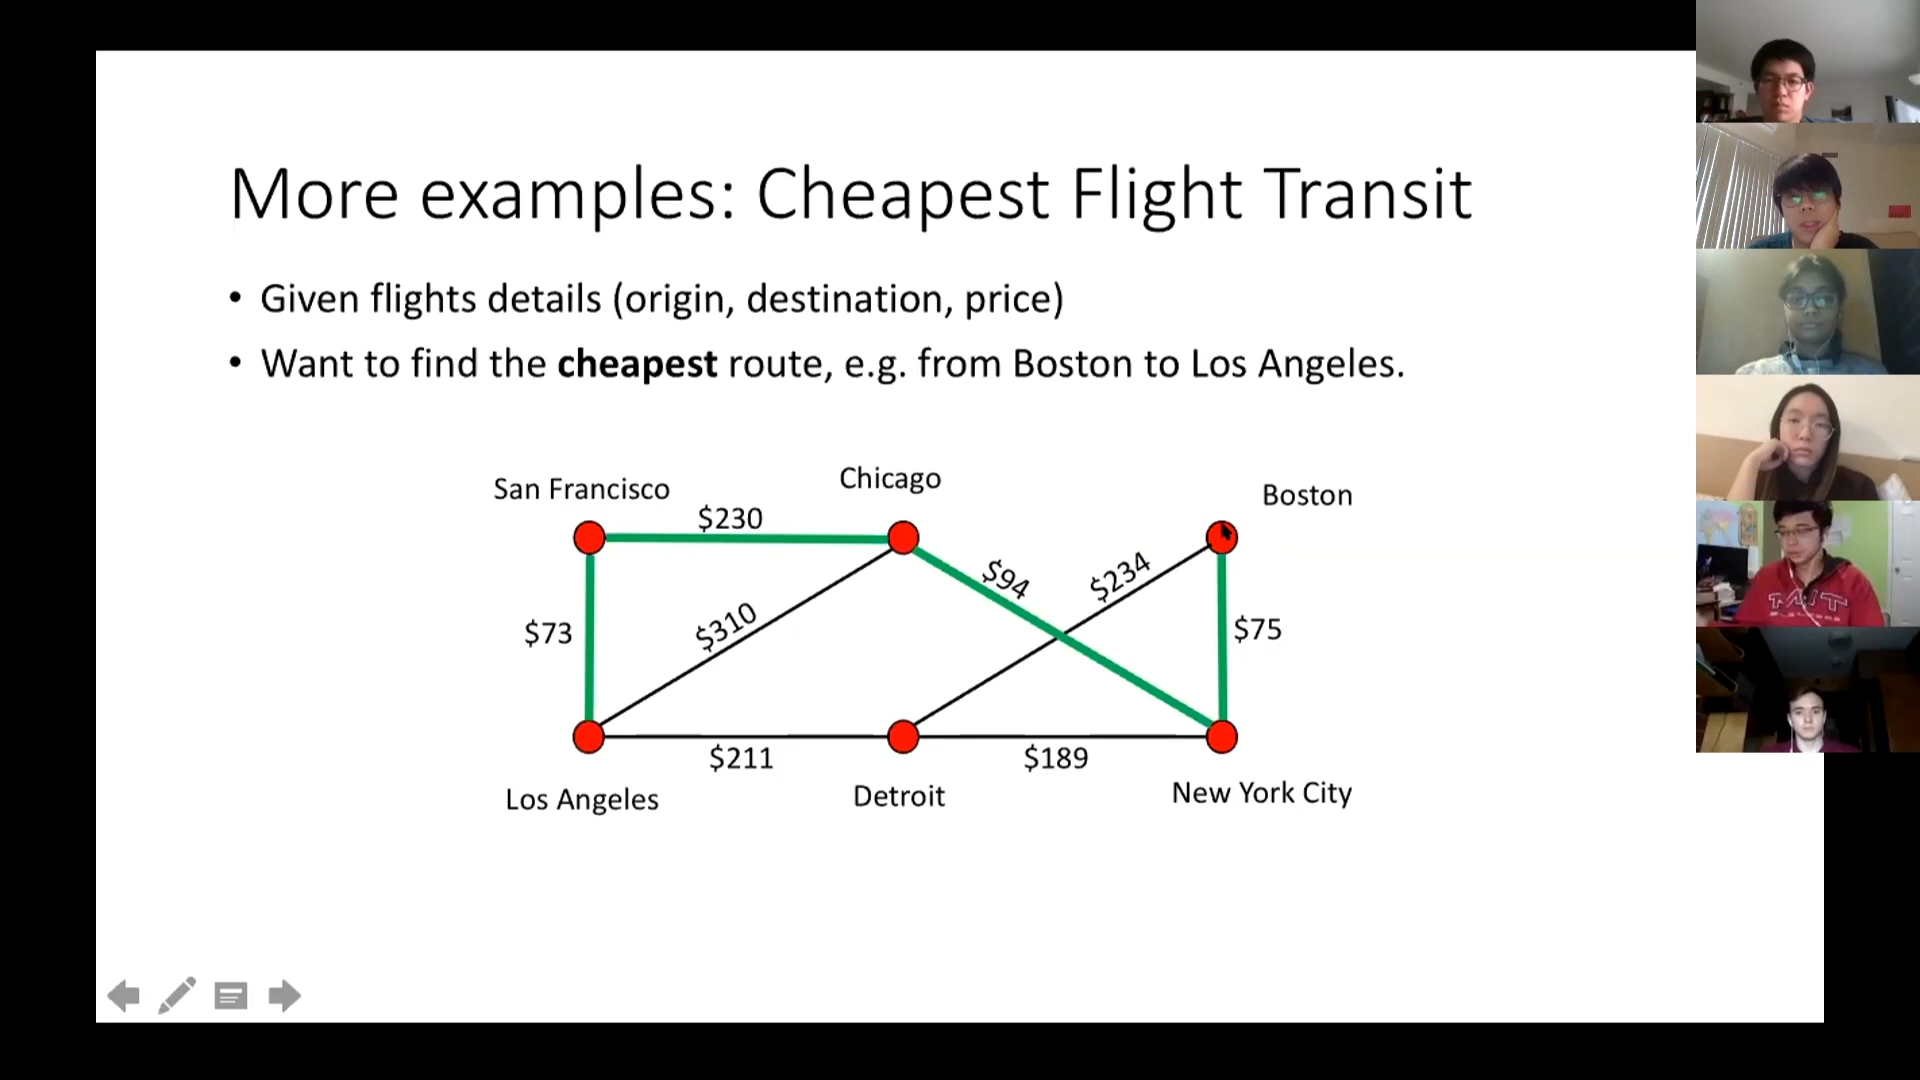 More examples: Cheapest Flight Transit
• Given flights details (origin, destination, price)
• Want to find the cheapest route, e.g. from Boston to Los Angeles.
San Francisco
Chicago
Boston
$230
$94
$234
$73
$310
$75
$211
$189
Los Angeles
Detroit
New York City
MIT